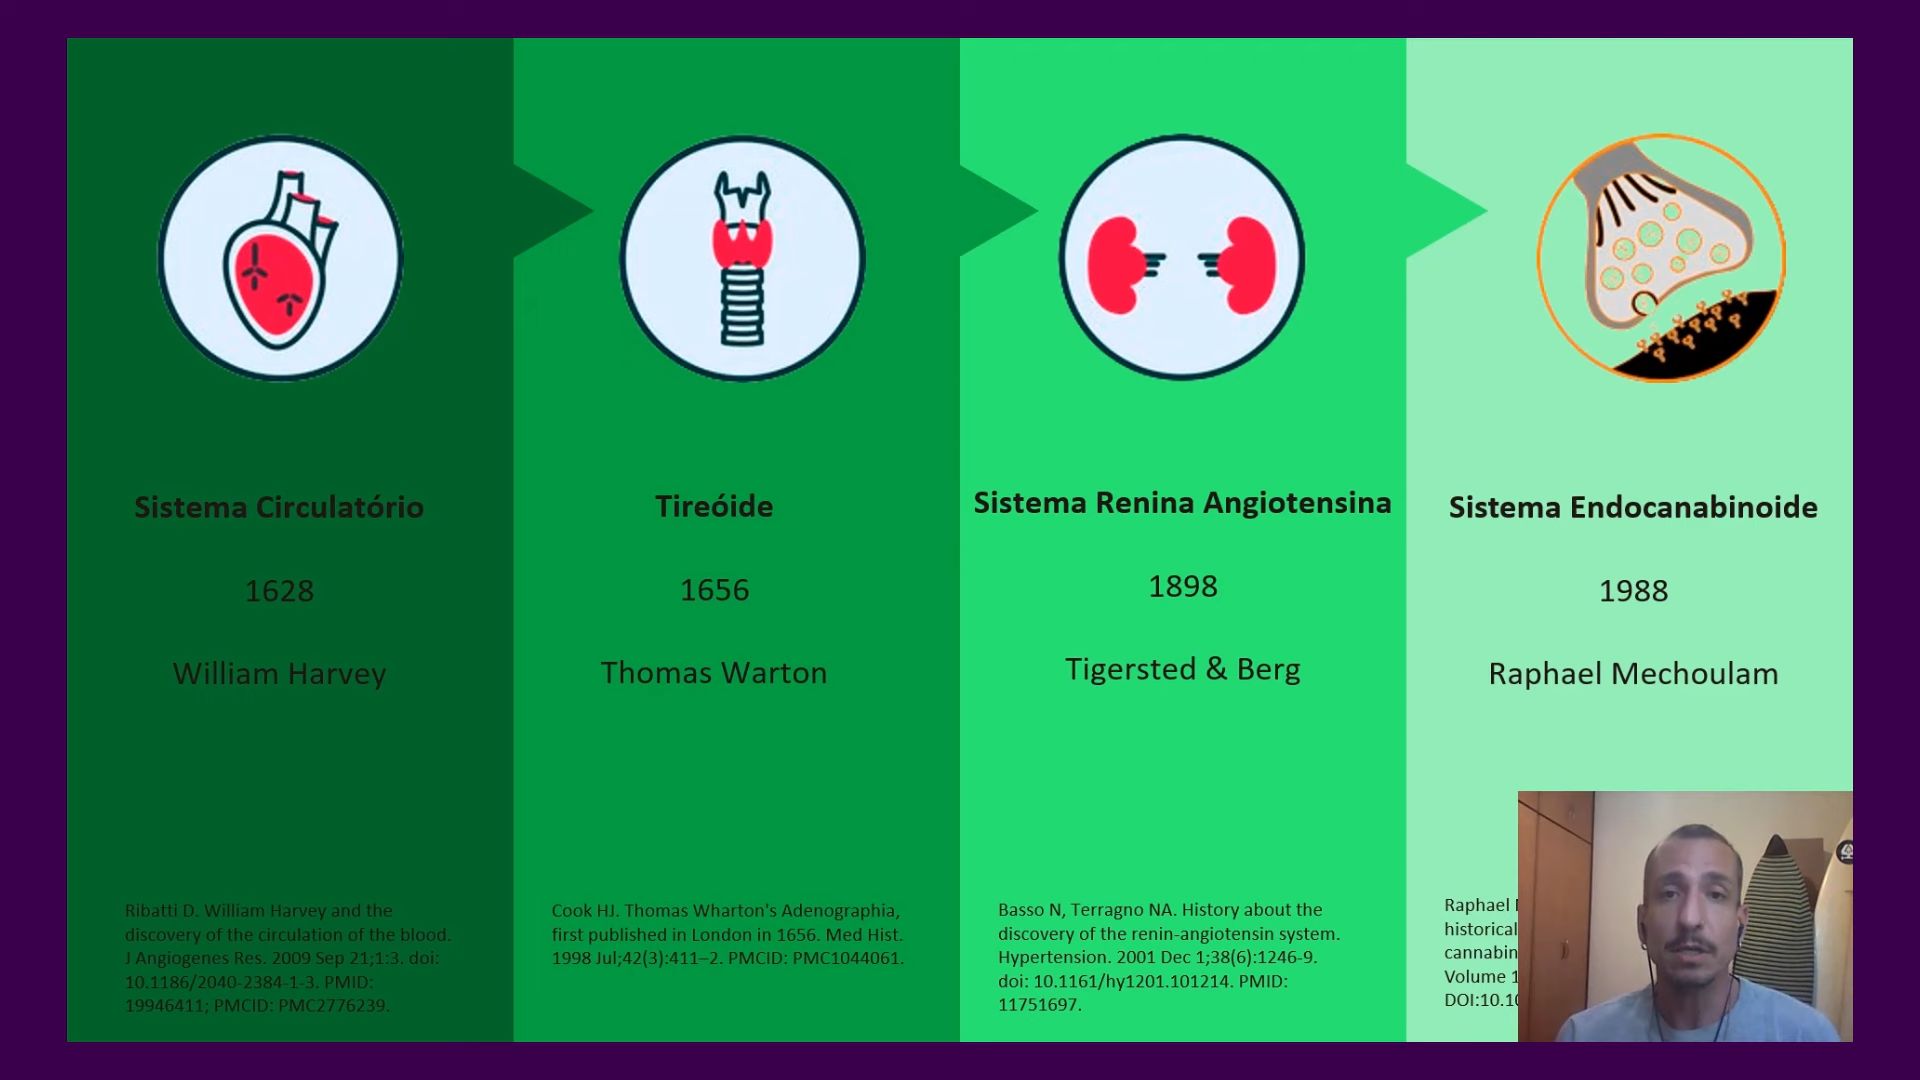 Sistema Circulatório
1628
William Harvey
Ribatti D. William Harvey and the
discovery of the circulation of the blood.
J Angiogenes Res. 2009 Sep 21;1:3. doi:
10.1186/2040-2384-1-3. PMID:
19946411; PMCID: PMC2776239.
Tireóide
1656
Thomas Warton
Cook HJ. Thomas Wharton's Adenographia,
first published in London in 1656. Med Hist.
1998 Jul;42(3):411–2. PMCID: PMC1044061.
Sistema Renina Angiotensina
1898
Tigersted & Berg
Basso N, Terragno NA. History about the
discovery of the renin-angiotensin system.
Hypertension. 2001 Dec 1;38(6):1246-9.
doi: 10.1161/hy1201.101214. PMID:
11751697.
Sistema Endocanabinoide
1988
Raphael Mechoulam
Raphael
historical
cannabin
Volume 1
DOI:10.10